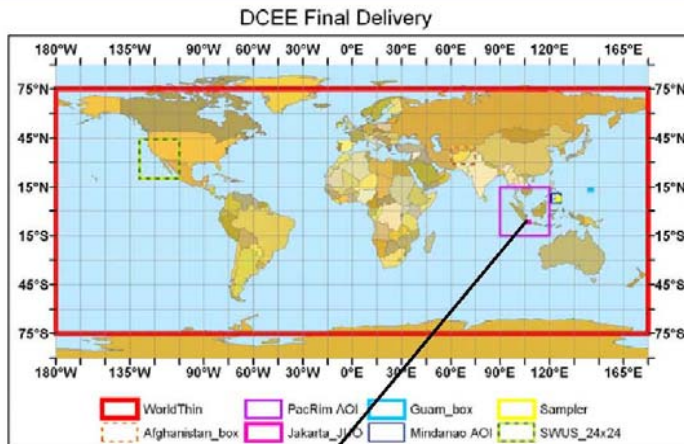 DCEE Final Delivery
180°W 135°W 90°W 60°W 30°W 0°E 30°E 60°E 90°E 120°E 165°E
75°N 75°N
45°N 45°N
15°N 15°N
15°S 15°S
45°S 45°S
75°S 75°S
180°W 135°W 90°W 60°W 30°W 0°E 30°E 60°E 90°E 120°E 165°E
WorldThin PacRim AOI Guam_box Sampler
Afghanistan_box Mindanao AOI SWUS_24x24